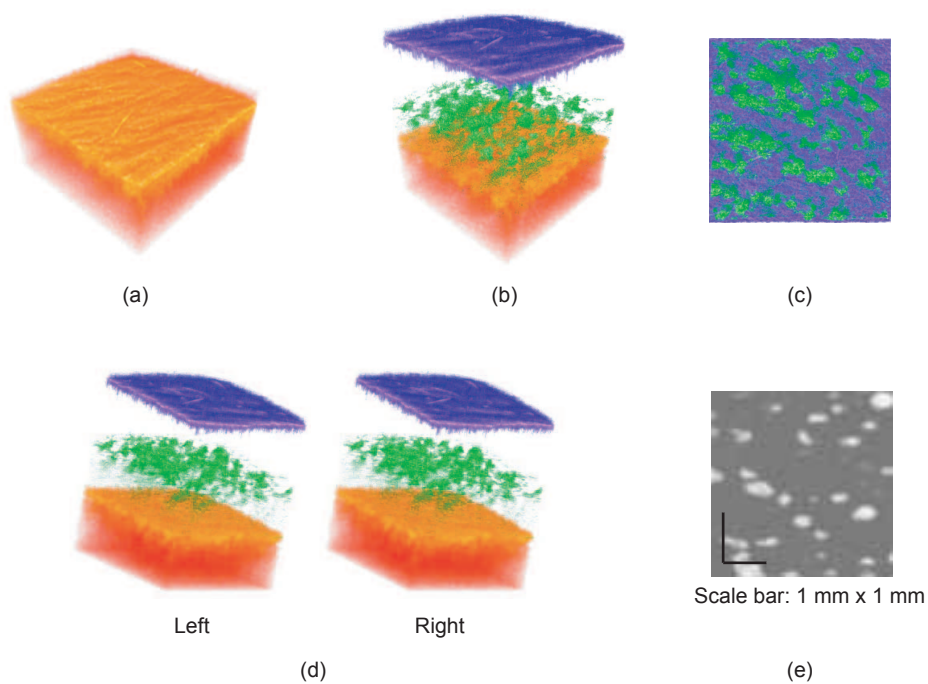 (a)
(b)
(c)
Left
Right
Scale bar: 1 mm x 1 mm
(d)
(e)